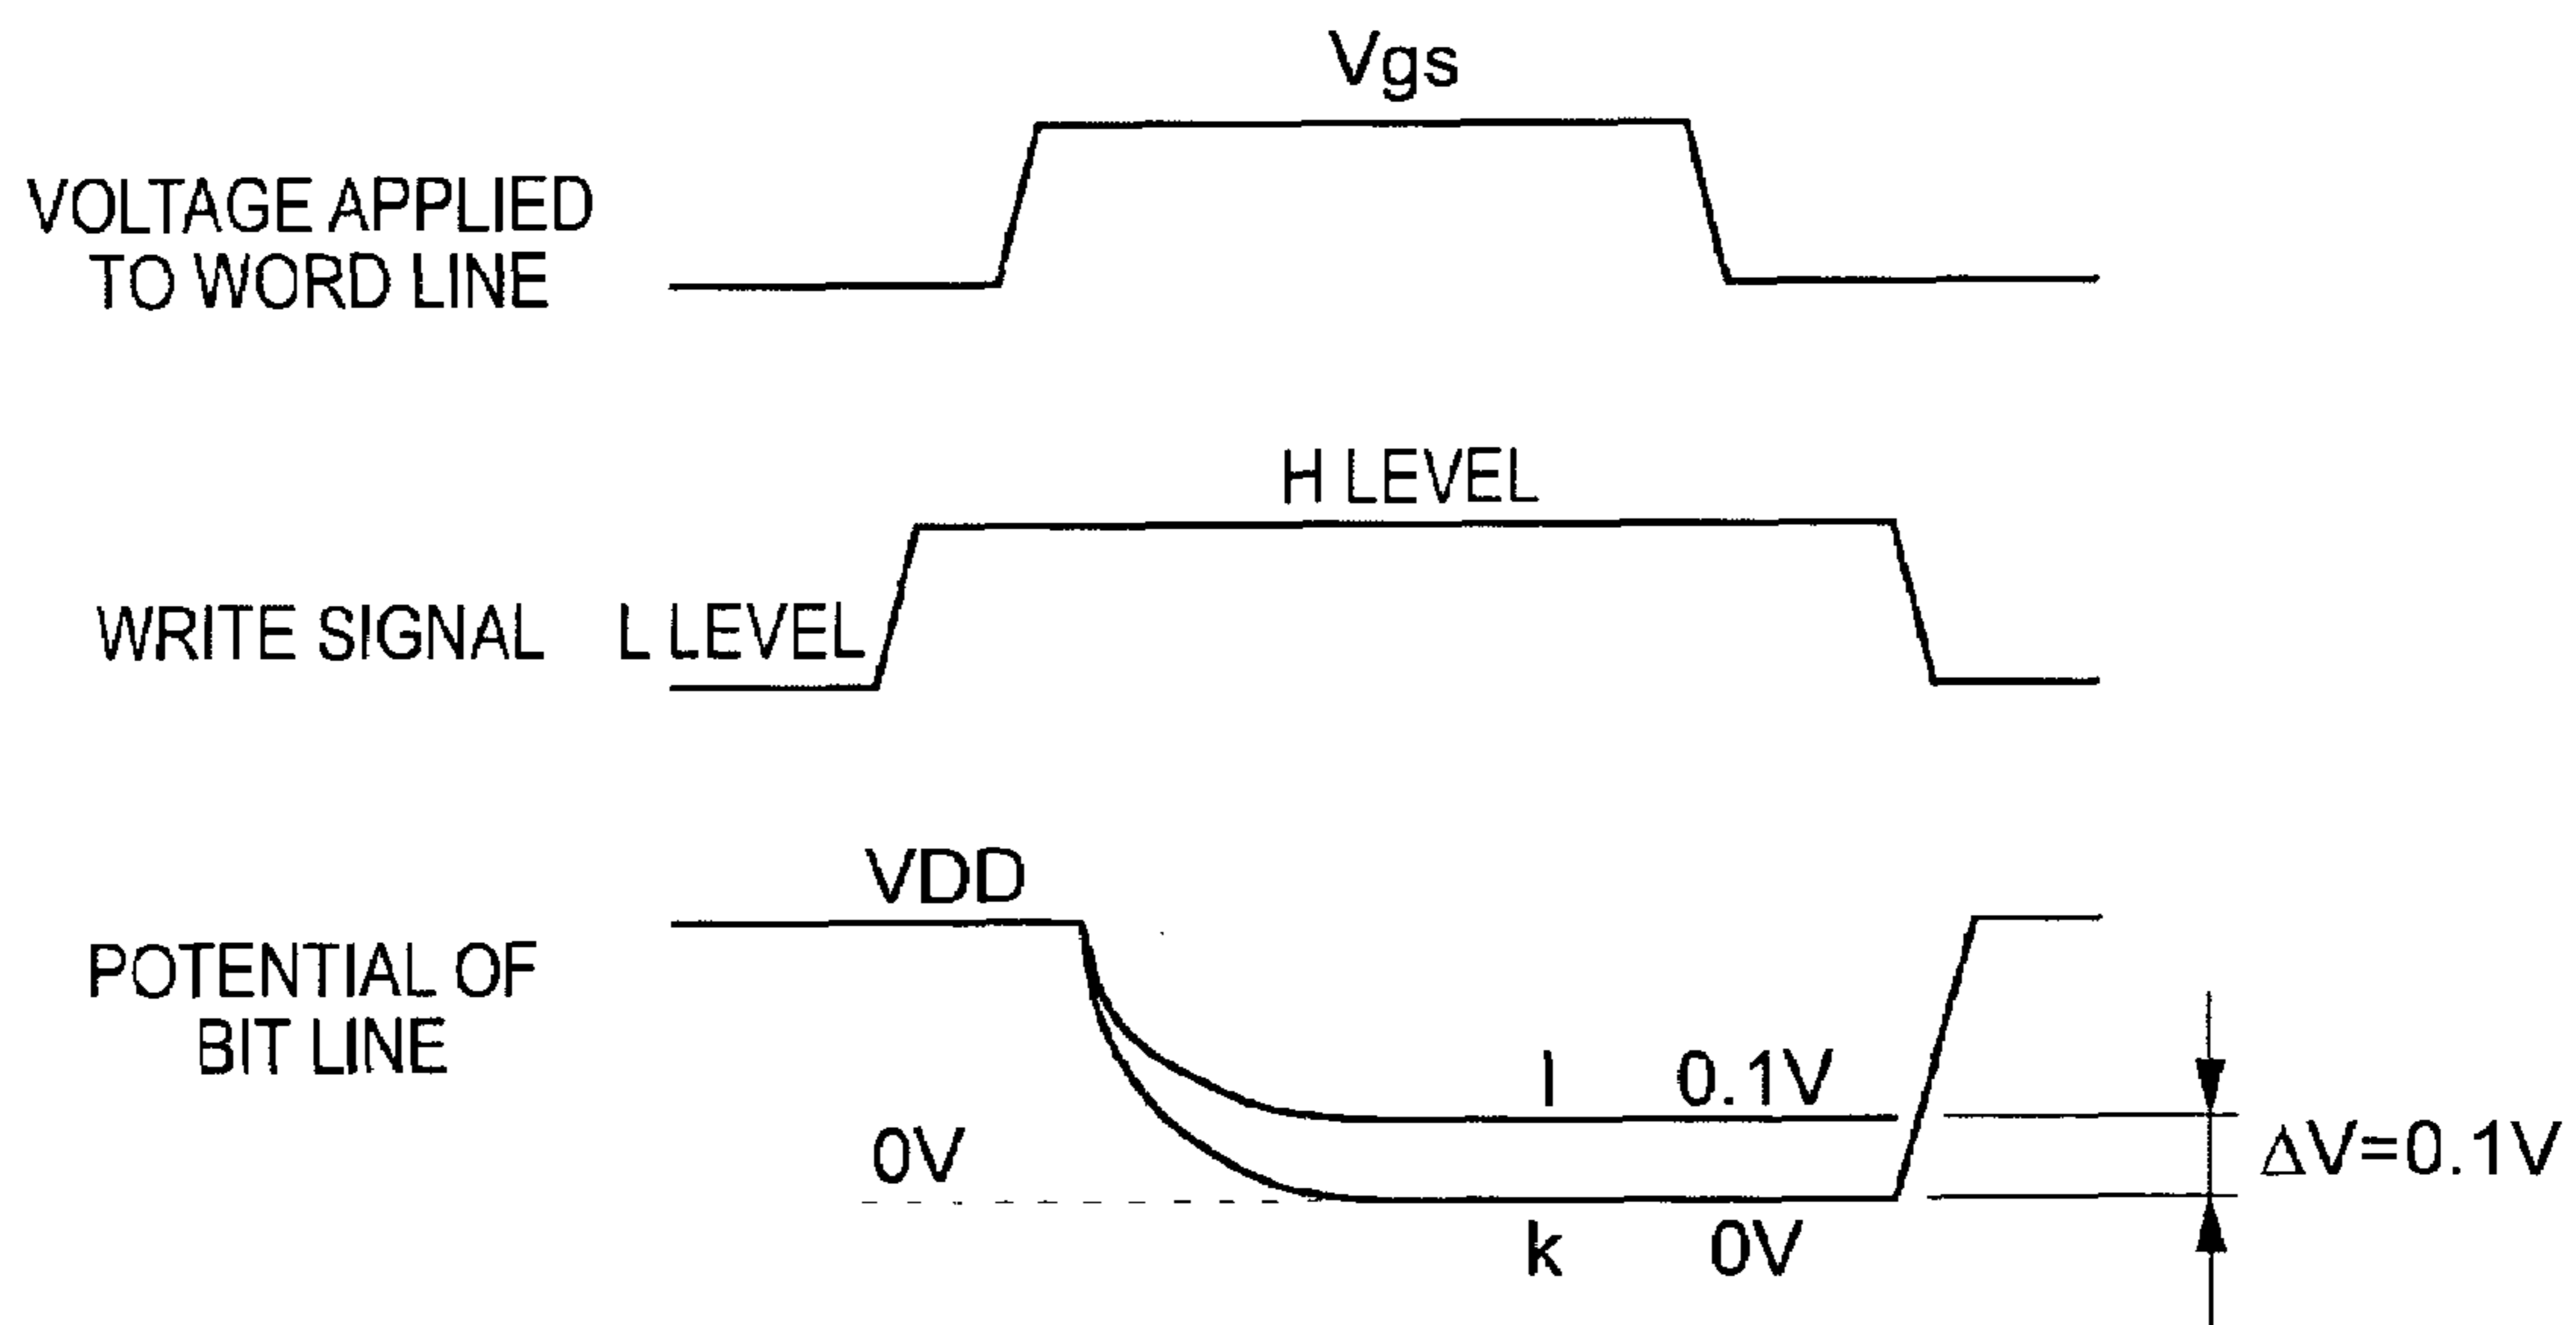 Vgs
VOLTAGE APPLIED
TO WORD LINE
H LEVEL
WRITE SIGNAL L LEVEL
VDD
POTENTIAL OF
BIT LINE
l 0.1V
0V
ΔV=0.1V
k 0V